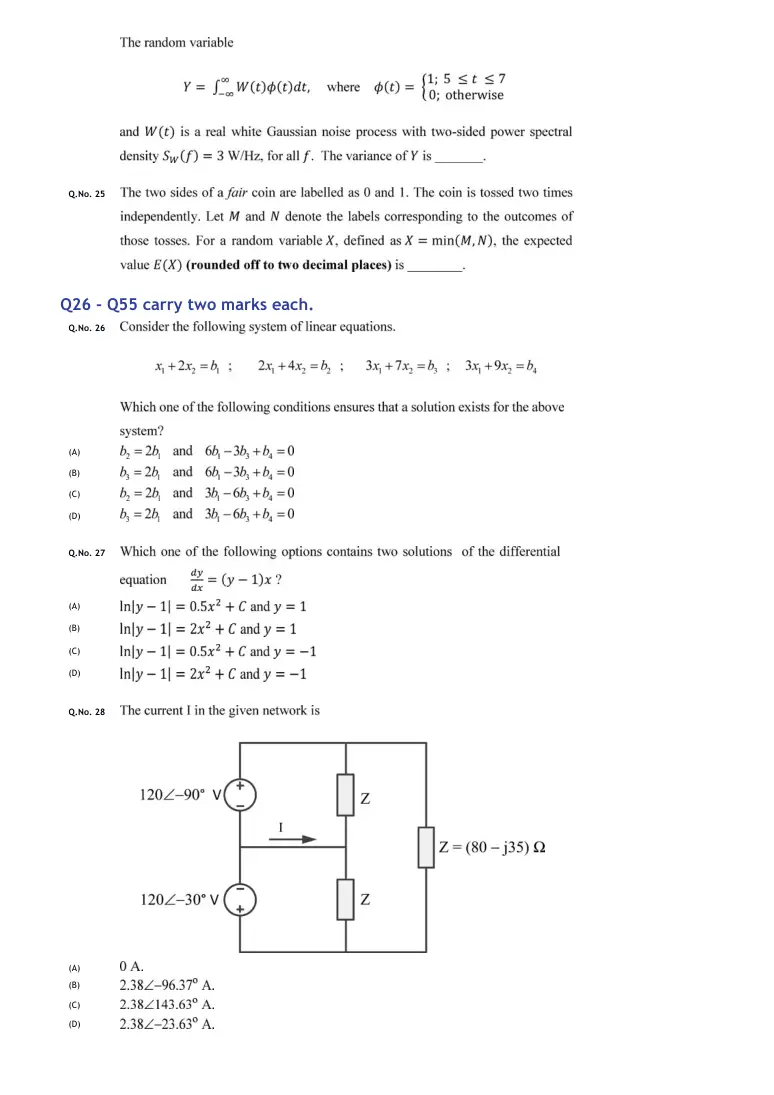 The random variable
Y = ∫_{-∞}^{∞} W(t)ϕ(t)dt, where ϕ(t) = {1; 5 ≤ t ≤ 7
0; otherwise
and W(t) is a real white Gaussian noise process with two-sided power spectral
density S_W(f) = 3 W/Hz, for all f. The variance of Y is ______.
Q.No. 25 The two sides of a fair coin are labelled as 0 and 1. The coin is tossed two times
independently. Let M and N denote the labels corresponding to the outcomes of
those tosses. For a random variable X, defined as X = min(M, N), the expected
value E(X) (rounded off to two decimal places) is ______.
Q26 - Q55 carry two marks each.
Q.No. 26 Consider the following system of linear equations.
x₁ + 2x₂ = b₁ ; 2x₁ + 4x₂ = b₂ ; 3x₁ + 7x₂ = b₃ ; 3x₁ + 9x₂ = b₄
Which one of the following conditions ensures that a solution exists for the above
system?
(A) b₂ = 2b₁ and 6b₁ − 3b₃ + b₄ = 0
(B) b₃ = 2b₁ and 6b₁ − 3b₃ + b₄ = 0
(C) b₂ = 2b₁ and 3b₁ − 6b₃ + b₄ = 0
(D) b₃ = 2b₁ and 3b₁ − 6b₃ + b₄ = 0
Q.No. 27 Which one of the following options contains two solutions of the differential
equation dy/dx = (y − 1)x ?
(A) ln|y − 1| = 0.5x² + C and y = 1
(B) ln|y − 1| = 2x² + C and y = 1
(C) ln|y − 1| = 0.5x² + C and y = −1
(D) ln|y − 1| = 2x² + C and y = −1
Q.No. 28 The current I in the given network is
120∠−90° V
+
−
Z
I
Z = (80 − j35) Ω
120∠−30° V
−
+
Z
(A) 0 A.
(B) 2.38∠−96.37° A.
(C) 2.38∠143.63° A.
(D) 2.38∠−23.63° A.